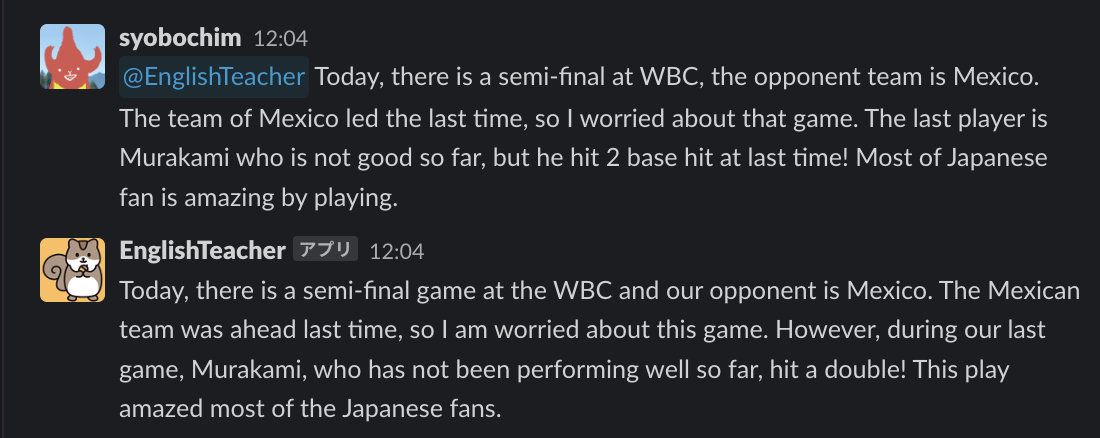 syobochim 12:04
@EnglishTeacher Today, there is a semi-final at WBC, the opponent team is Mexico.
The team of Mexico led the last time, so I worried about that game. The last player is
Murakami who is not good so far, but he hit 2 base hit at last time! Most of Japanese
fan is amazing by playing.
EnglishTeacher アプリ 12:04
Today, there is a semi-final game at the WBC and our opponent is Mexico. The Mexican
team was ahead last time, so I am worried about this game. However, during our last
game, Murakami, who has not been performing well so far, hit a double! This play
amazed most of the Japanese fans.